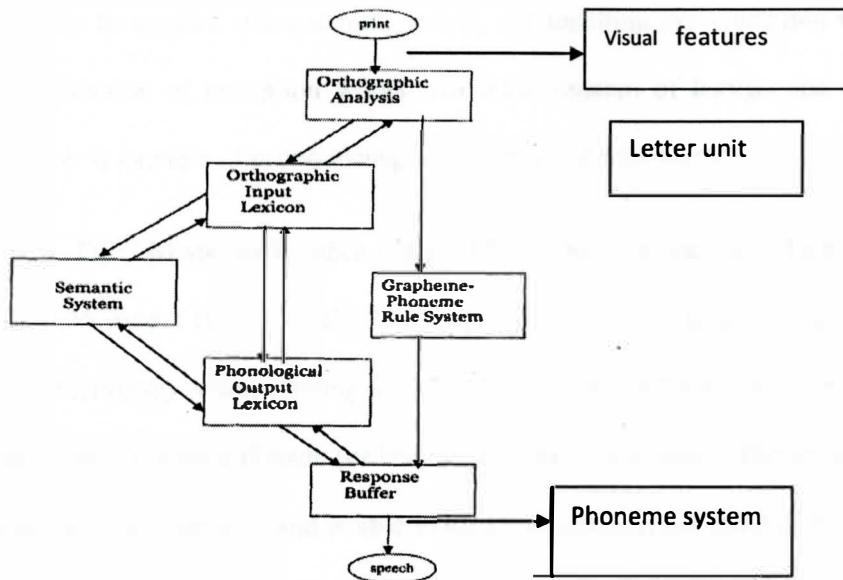 print
Visual features
Orthographic
Analysis
Letter unit
Orthographic
Input
Lexicon
Semantic
System
Grapheme-
Phoneme
Rule System
Phonological
Output
Lexicon
Response
Buffer
Phoneme system
speech